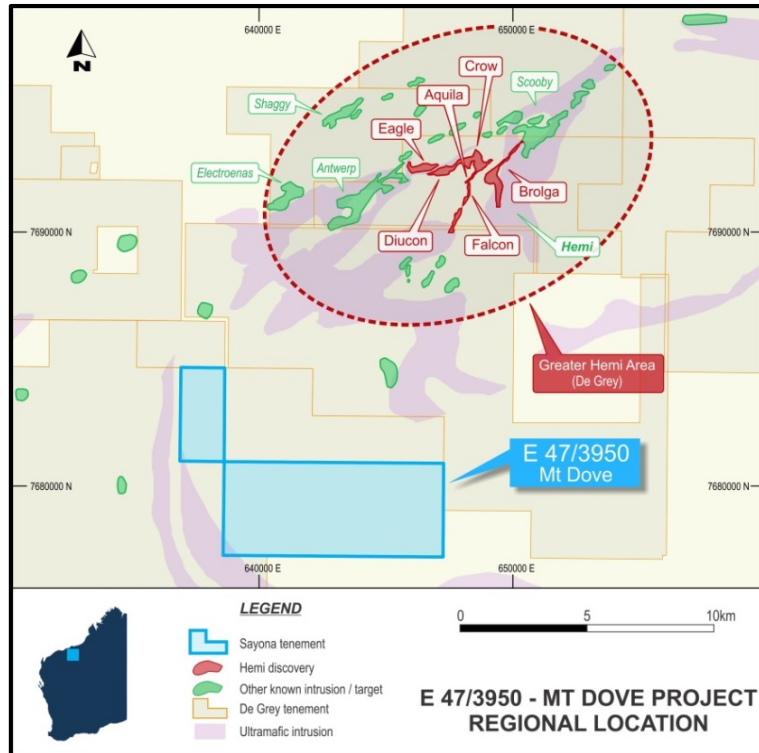 640000 E
650000 E
N
Crow
Scooby
Aquila
Shaggy
Eagle
Electroenas
Antwerp
Brolga
7690000 N
7690000 N
Diucon
Falcon
Hemi
Greater Hemi Area
(De Grey)
E 47/3950
Mt Dove
7680000 N
7680000 N
640000 E
650000 E
LEGEND
Sayona tenement
Hemi discovery
Other known intrusion / target
De Grey tenement
Ultramafic intrusion
0
5
10km
E 47/3950 - MT DOVE PROJECT
REGIONAL LOCATION